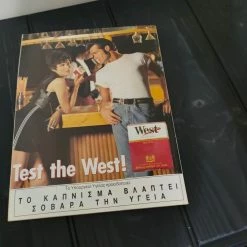 Test the West!
West
Το Υπουργείο Υγείας προειδοποιεί
ΤΟ ΚΑΠΝΙΣΜΑ ΒΛΑΠΤΕΙ
ΣΟΒΑΡΑ ΤΗΝ ΥΓΕΙΑ